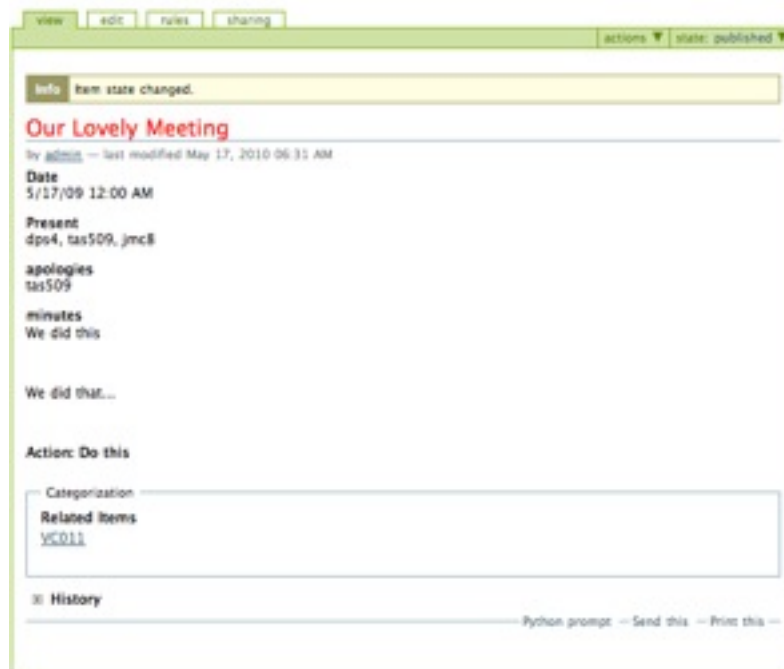 view edit rules sharing
actions ▼ state: published ▼
Info Item state changed.
Our Lovely Meeting
by admin — last modified May 17, 2010 06:31 AM
Date
5/17/09 12:00 AM
Present
dps4, tas509, jmc8
apologies
tas509
minutes
We did this
We did that...
Action: Do this
Categorization
Related Items
VC011
History
Python prompt — Send this — Print this —